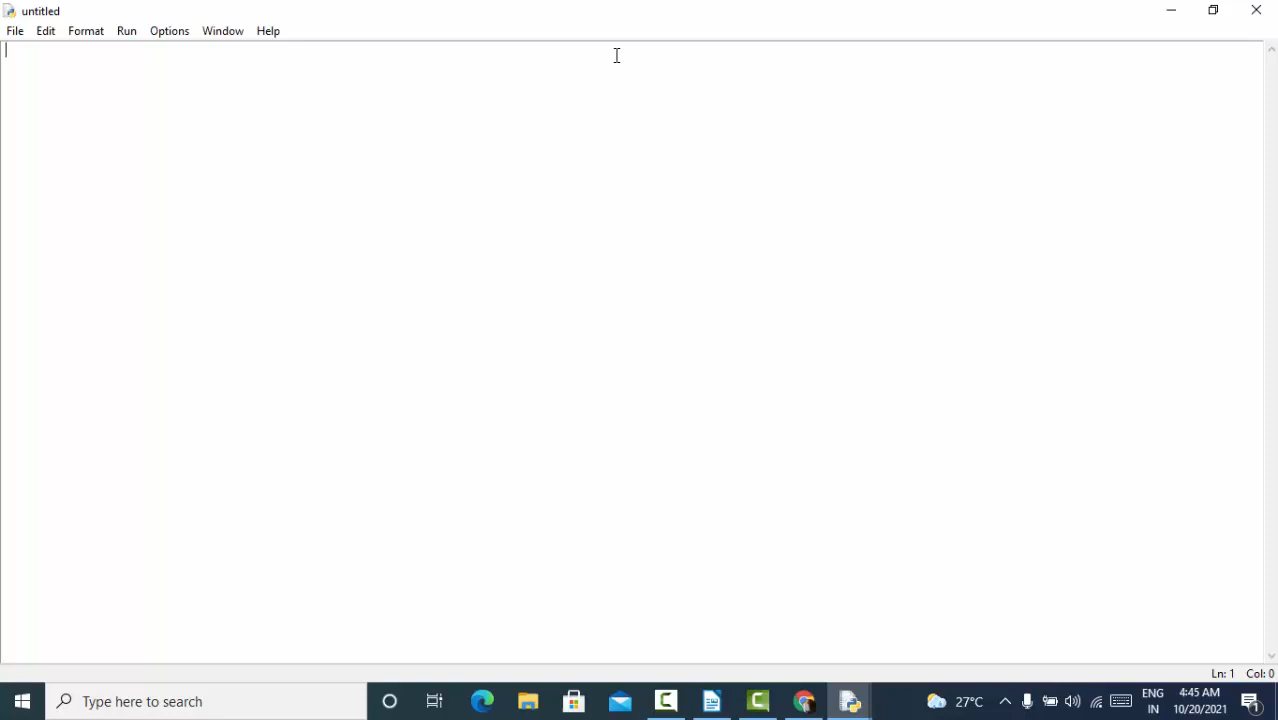 untitled
File Edit Format Run Options Window Help
Ln: 1 Col: 0
Type here to search
27°C
ENG
IN
4:45 AM
10/20/2021
1